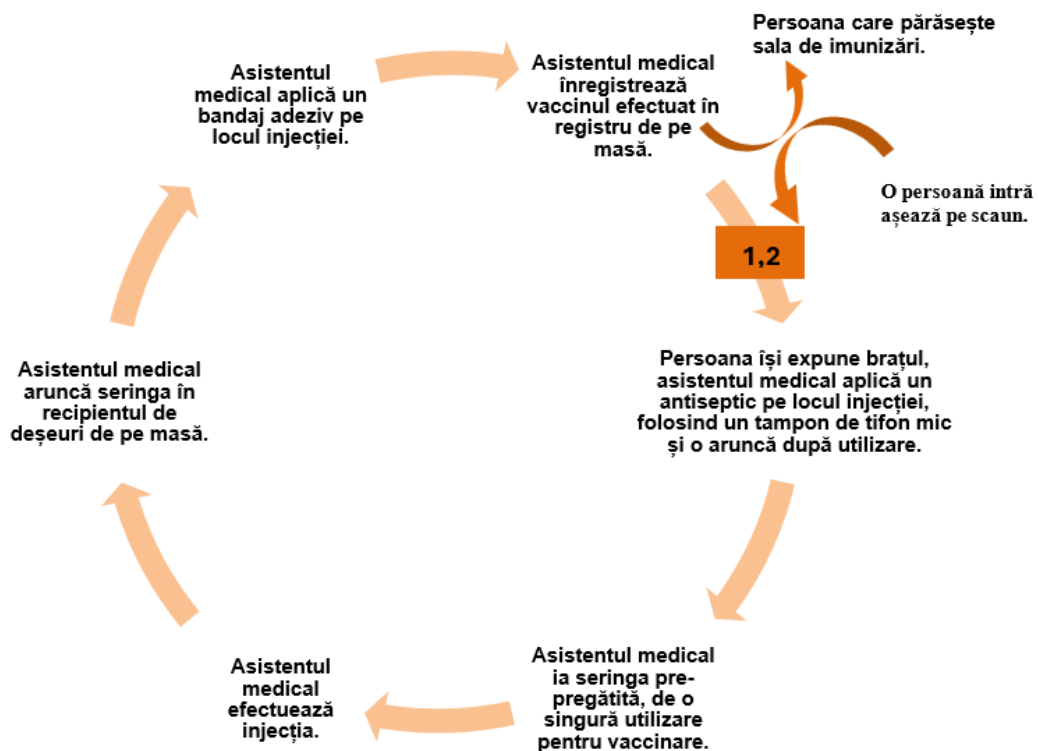 Persoana care părăsește
sala de imunizări.
Asistentul medical
înregistrează
vaccinul efectuat în
registru de pe
masă.
O persoană intră
așează pe scaun.
1,2
Persoana își expune brațul,
asistentul medical aplică un
antiseptic pe locul injecției,
folosind un tampon de tifon mic
și o aruncă după utilizare.
Asistentul medical
ia seringa pre-
pregătită, de o
singură utilizare
pentru vaccinare.
Asistentul
medical
efectuează
injecția.
Asistentul medical
aruncă seringa în
recipientul de
deșeuri de pe masă.
Asistentul
medical aplică un
bandaj adeziv pe
locul injecției.